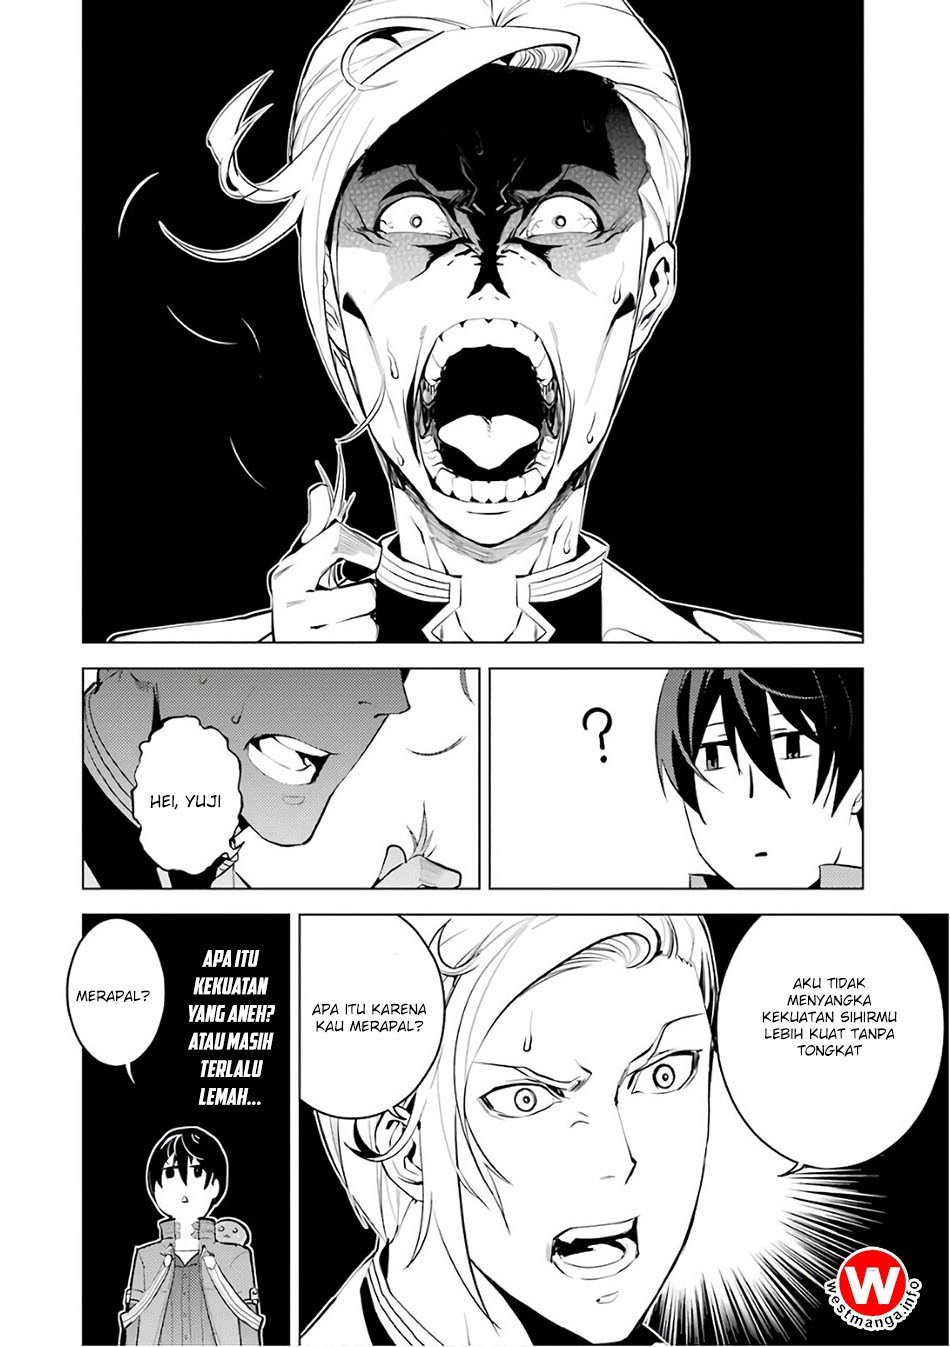 ?
HEI, YUJI
AKU TIDAK
MENYANGKA
KEKUATAN SIHIRMU
LEBIH KUAT TANPA
TONGKAT
APA ITU KARENA
KAU MERAPAL?
APA ITU
KEKUATAN
YANG ANEH?
ATAU MASIH
TERLALU
LEMAH...
MERAPAL?
W
westmanga.info